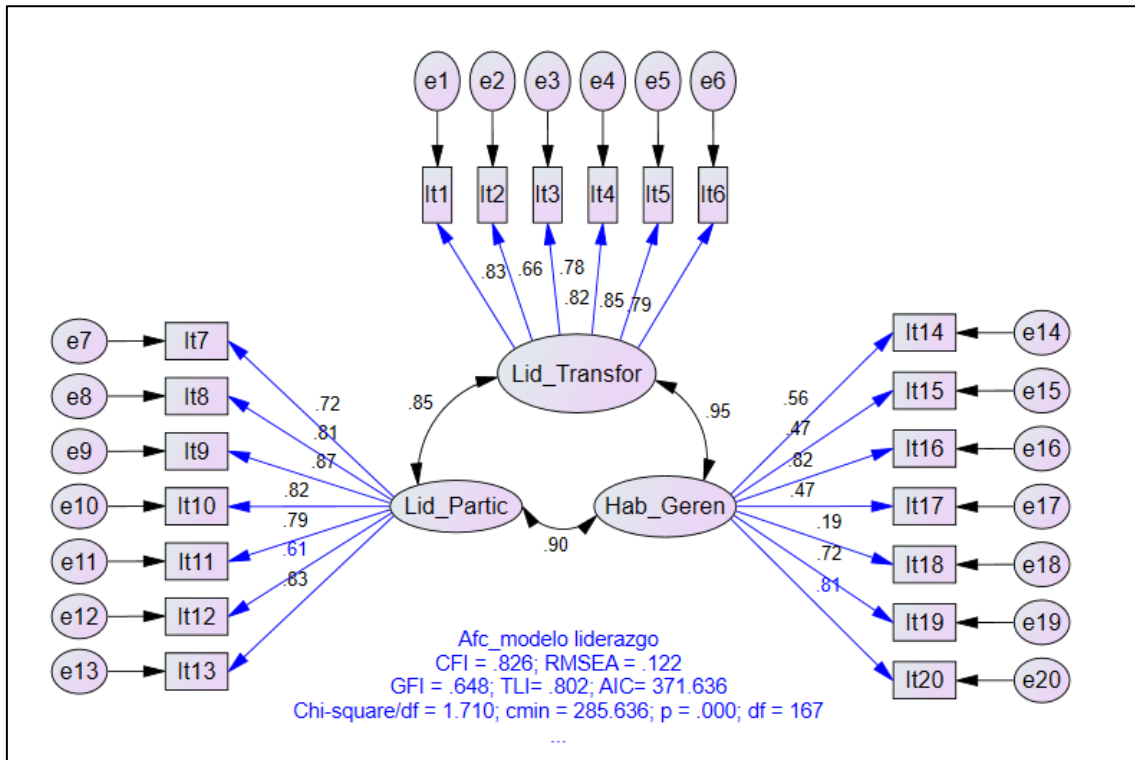 e1 e2 e3 e4 e5 e6
It1 It2 It3 It4 It5 It6
.83 .66 .78 .82 .85 .79
Lid_Transfor
.85
.95
e7 It7
e8 It8
e9 It9
e10 It10
e11 It11
e12 It12
e13 It13
.72
.81
.87
.82
.79
.61
.83
Lid_Partic
.90
Hab_Geren
.56
.47
.82
.47
.19
.72
.81
It14 e14
It15 e15
It16 e16
It17 e17
It18 e18
It19 e19
It20 e20
Afc_modelo liderazgo
CFI = .826; RMSEA = .122
GFI = .648; TLI= .802; AIC= 371.636
Chi-square/df = 1.710; cmin = 285.636; p = .000; df = 167
...